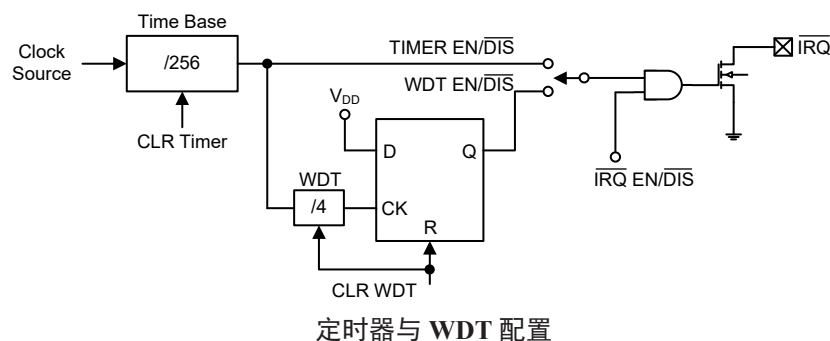 Time Base
Clock Source
/256
CLR Timer
TIMER EN/DIS
WDT EN/DIS
IRQ
VDD
D
Q
WDT
/4
CK
R
CLR WDT
IRQ EN/DIS
定时器与 WDT 配置